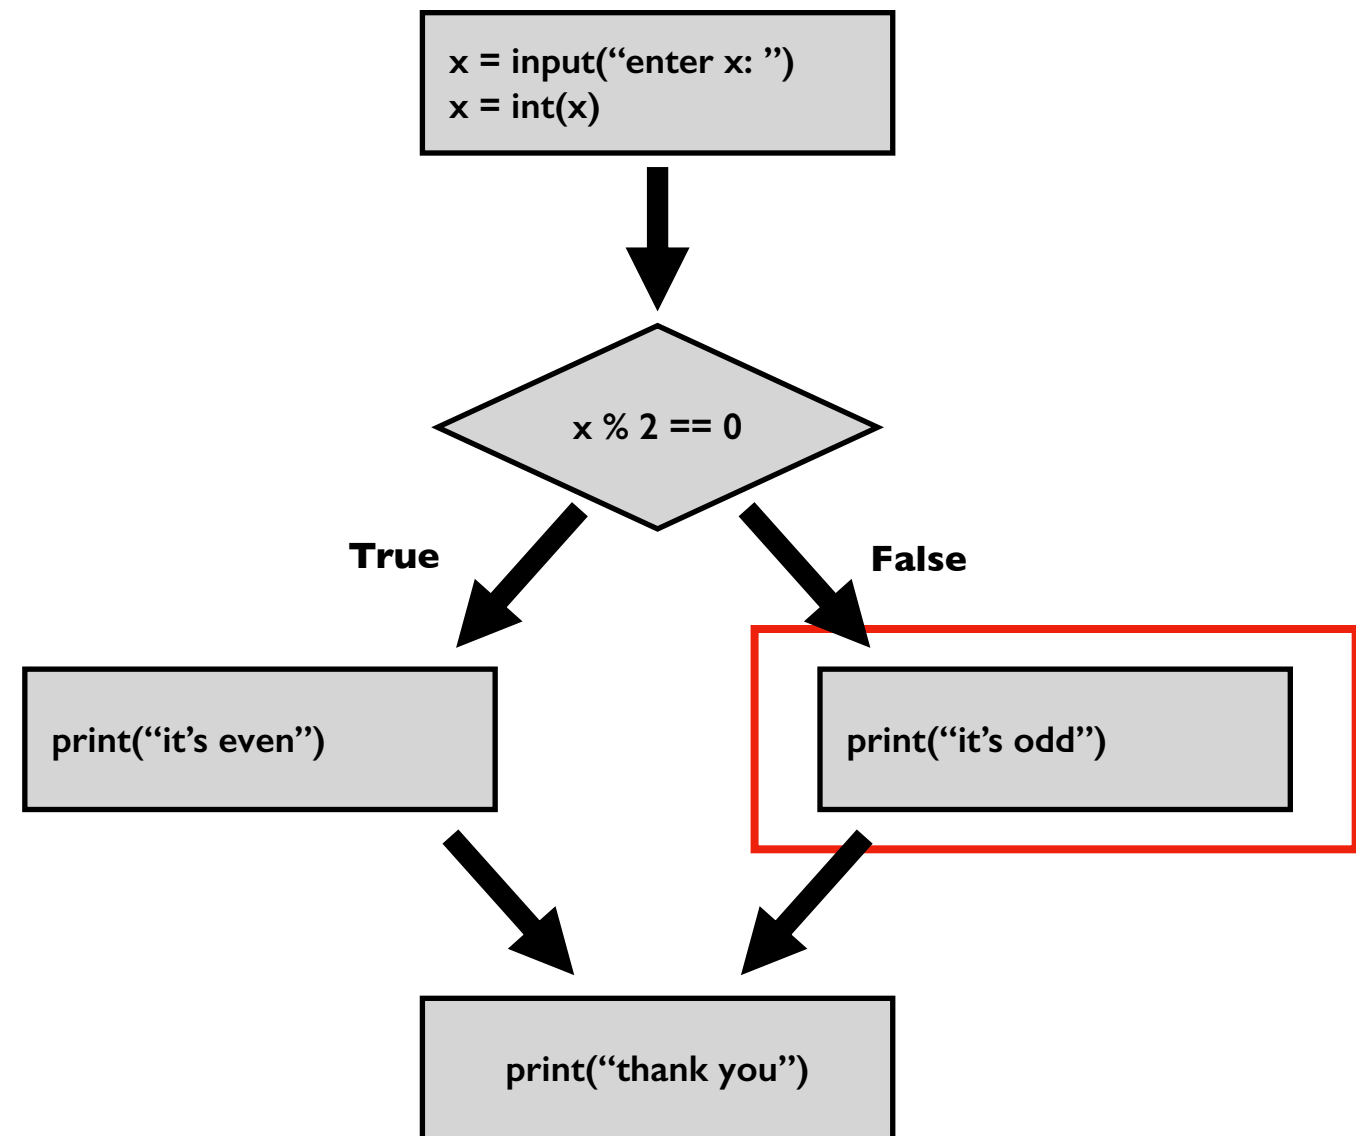 x = input(“enter x: ”)
x = int(x)
x % 2 == 0
True
False
print(“it’s even”)
print(“it’s odd”)
print(“thank you”)